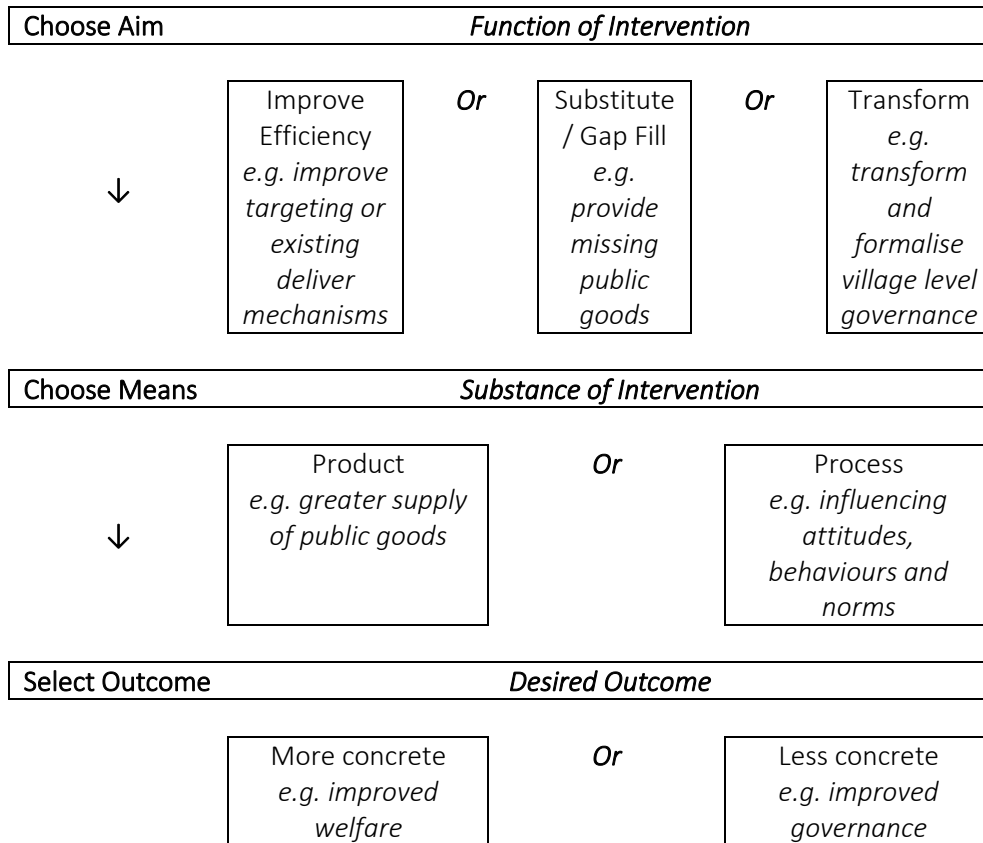 Choose Aim Function of Intervention
Improve Efficiency
e.g. improve
targeting or
existing
deliver
mechanisms
Or
Substitute
/ Gap Fill
e.g.
provide
missing
public
goods
Or
Transform
e.g.
transform
and
formalise
village level
governance
↓
Choose Means Substance of Intervention
Product
e.g. greater supply
of public goods
Or
Process
e.g. influencing
attitudes,
behaviours and
norms
↓
Select Outcome Desired Outcome
More concrete
e.g. improved
welfare
Or
Less concrete
e.g. improved
governance